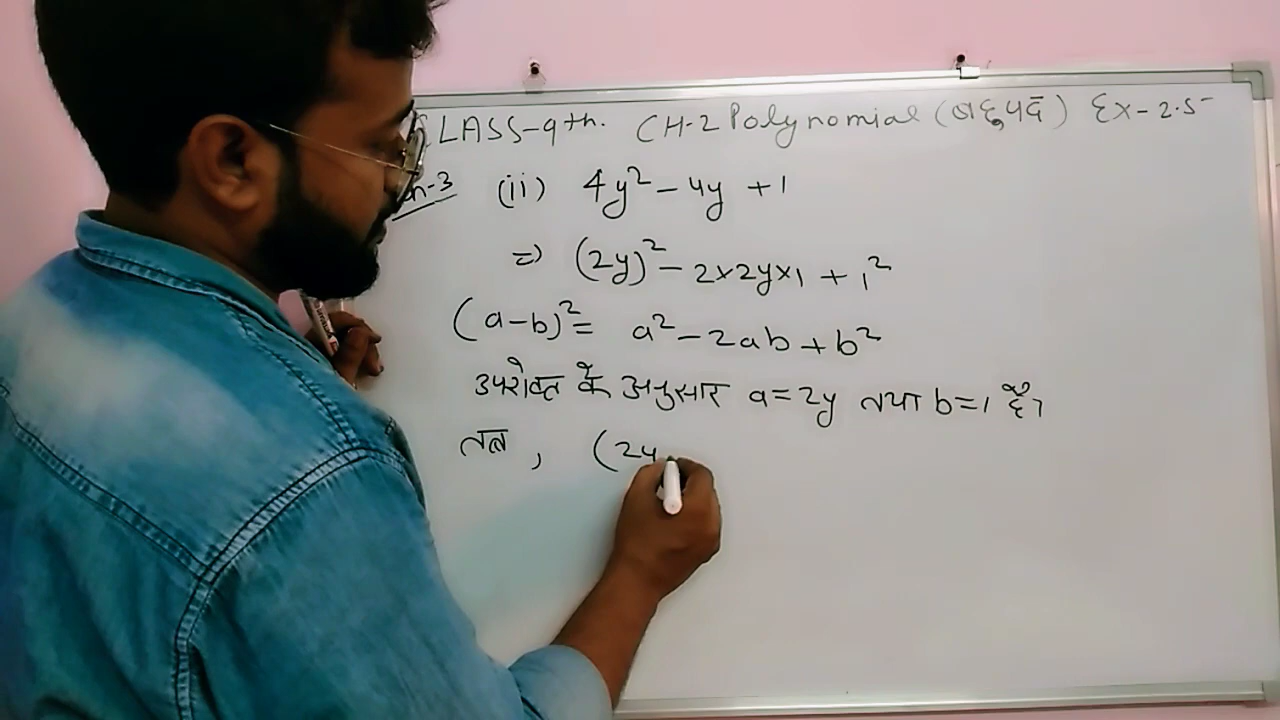 CLASS-9th. CH-2 Polynomial (बहुपद) Ex-2.5
n-3 (ii) 4y² - 4y + 1
=> (2y)² - 2×2y×1 + 1²
(a-b)² = a² - 2ab + b²
उपरोक्त के अनुसार a=2y तथा b=1 है।
तब , (2y